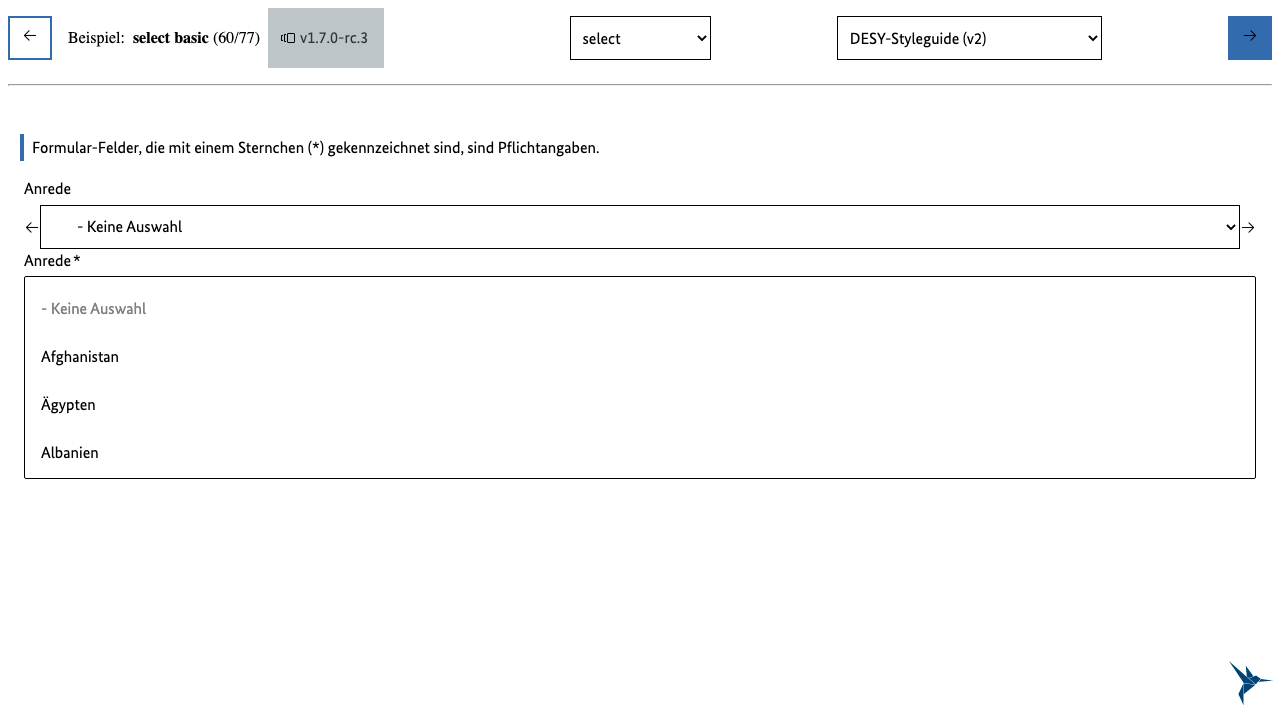 ← Beispiel: select basic (60/77) v1.7.0-rc.3 select DESY-Styleguide (v2) →
Formular-Felder, die mit einem Sternchen (*) gekennzeichnet sind, sind Pflichtangaben.
Anrede
← - Keine Auswahl →
Anrede*
- Keine Auswahl
Afghanistan
Ägypten
Albanien